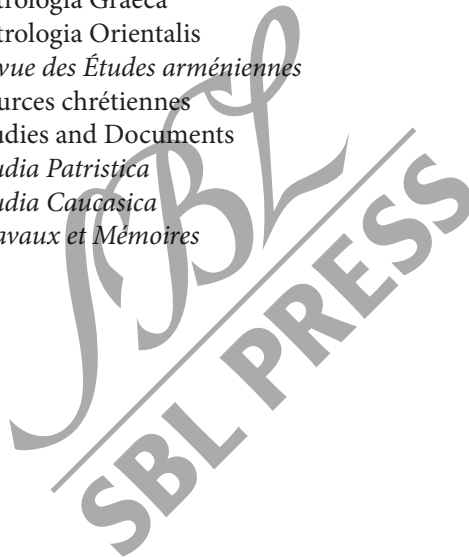 trologia Graeca
trologia Orientalis
vue des Études arméniennes
urces chrétiennes
udies and Documents
udia Patristica
udia Caucasica
avaux et Mémoires
SBL
SBL PRESS